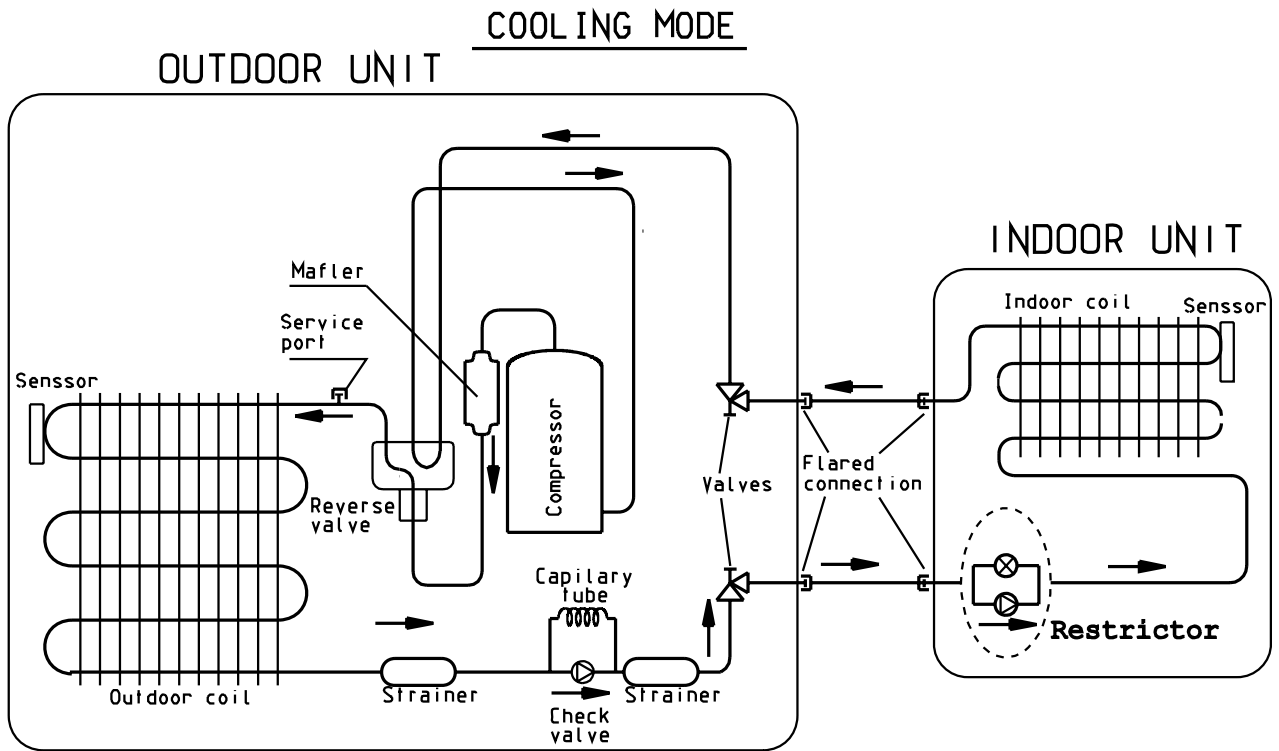 COOLING MODE
OUTDOOR UNIT
INDOOR UNIT
Mafler
Service
port
Senssor
Indoor coil
Senssor
Compressor
Reverse
valve
Valves
Flared
connection
Capilary
tube
Restrictor
Outdoor coil
Strainer
Strainer
Check
valve